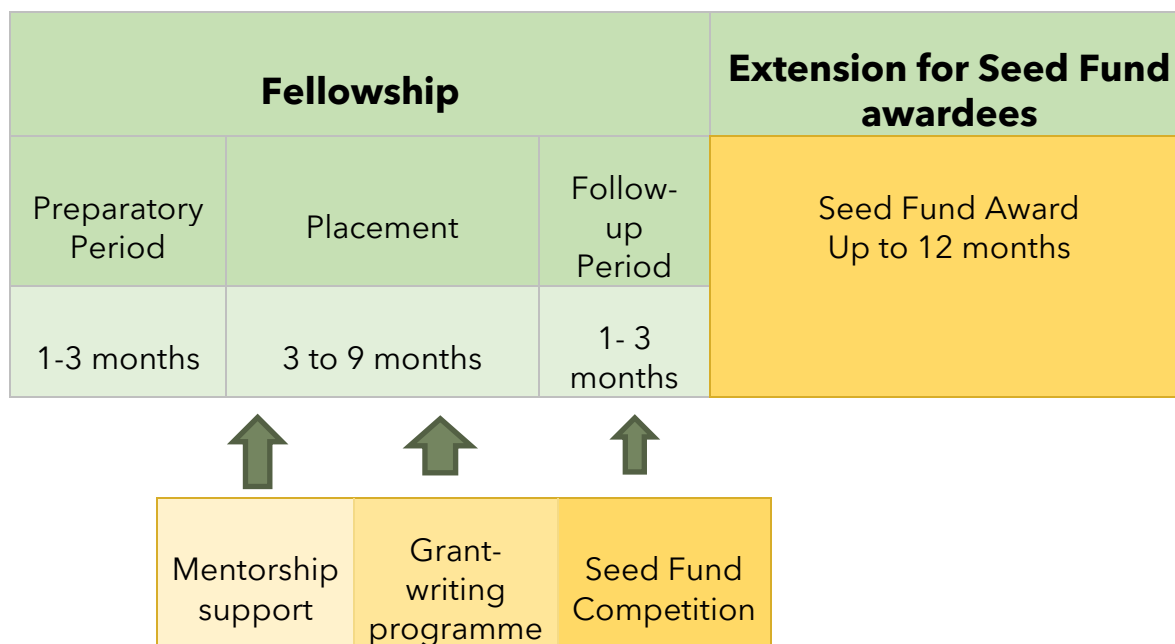 Fellowship
Extension for Seed Fund
awardees
Preparatory
Period
Placement
Follow-
up
Period
Seed Fund Award
Up to 12 months
1-3 months
3 to 9 months
1- 3
months
Mentorship
support
Grant-
writing
programme
Seed Fund
Competition